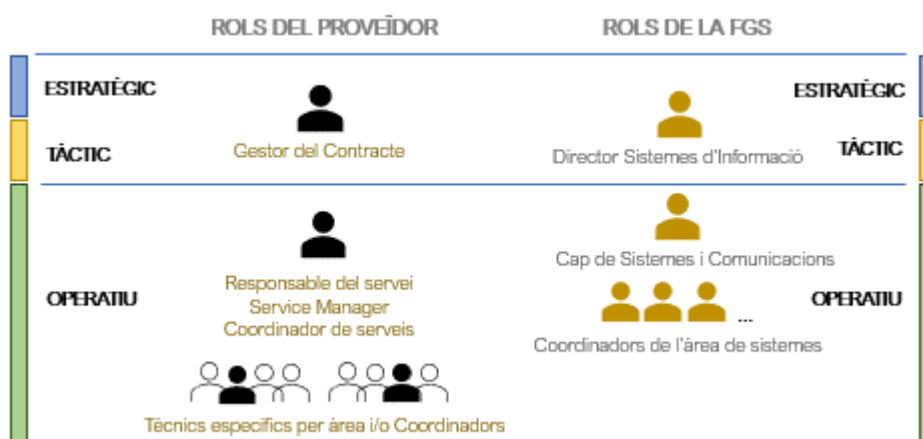 ROLS DEL PROVEÏDOR
ROLS DE LA FGS
ESTRATÈGIC
ESTRATÈGIC
TÀCTIC
Gestor del Contracte
Director Sistemes d'Informació
TÀCTIC
Cap de Sistemes i Comunicacions
Responsable del servei
Service Manager
Coordinador de serveis
OPERATIU
...
OPERATIU
Coordinadors de l'àrea de sistemes
Tècnics específics per àrea i/o Coordinadors